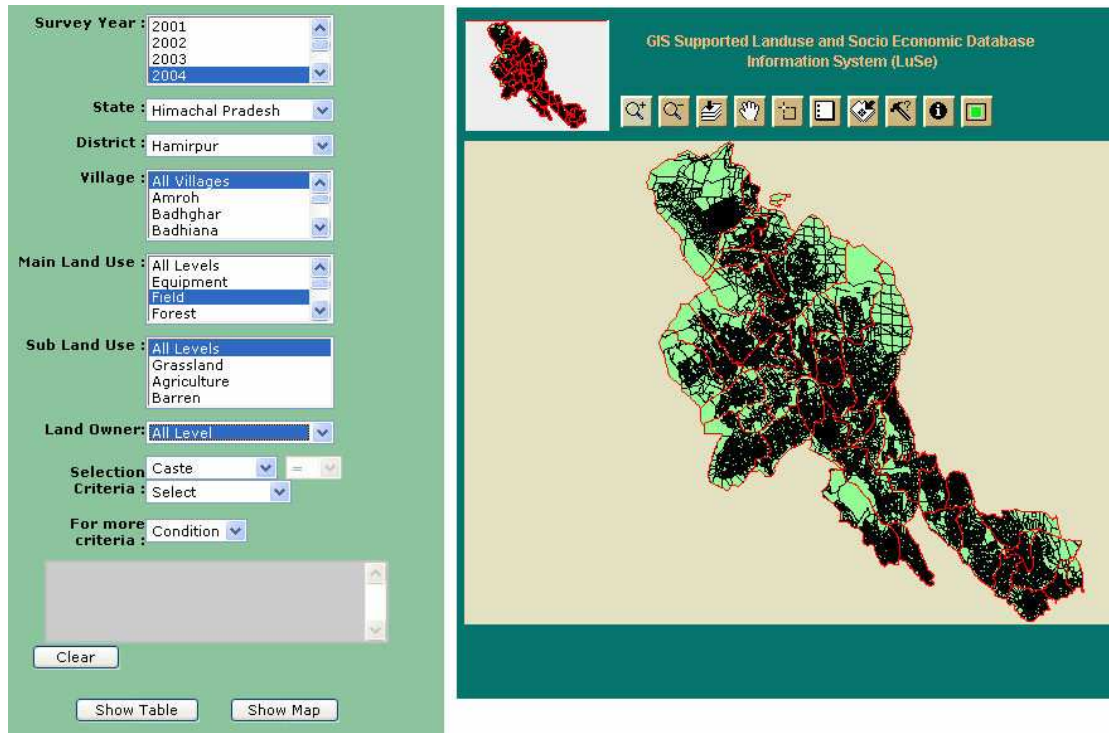 Survey Year :
2001
2002
2003
2004
State :
Himachal Pradesh
District :
Hamirpur
Village :
All Villages
Amroh
Badhghar
Badhiana
Main Land Use :
All Levels
Equipment
Field
Forest
Sub Land Use :
All Levels
Grassland
Agriculture
Barren
Land Owner:
All Level
Selection
Criteria :
Caste
=
Select
For more
criteria :
Condition
Clear
Show Table
Show Map
GIS Supported Landuse and Socio Economic Database
Information System (LuSe)